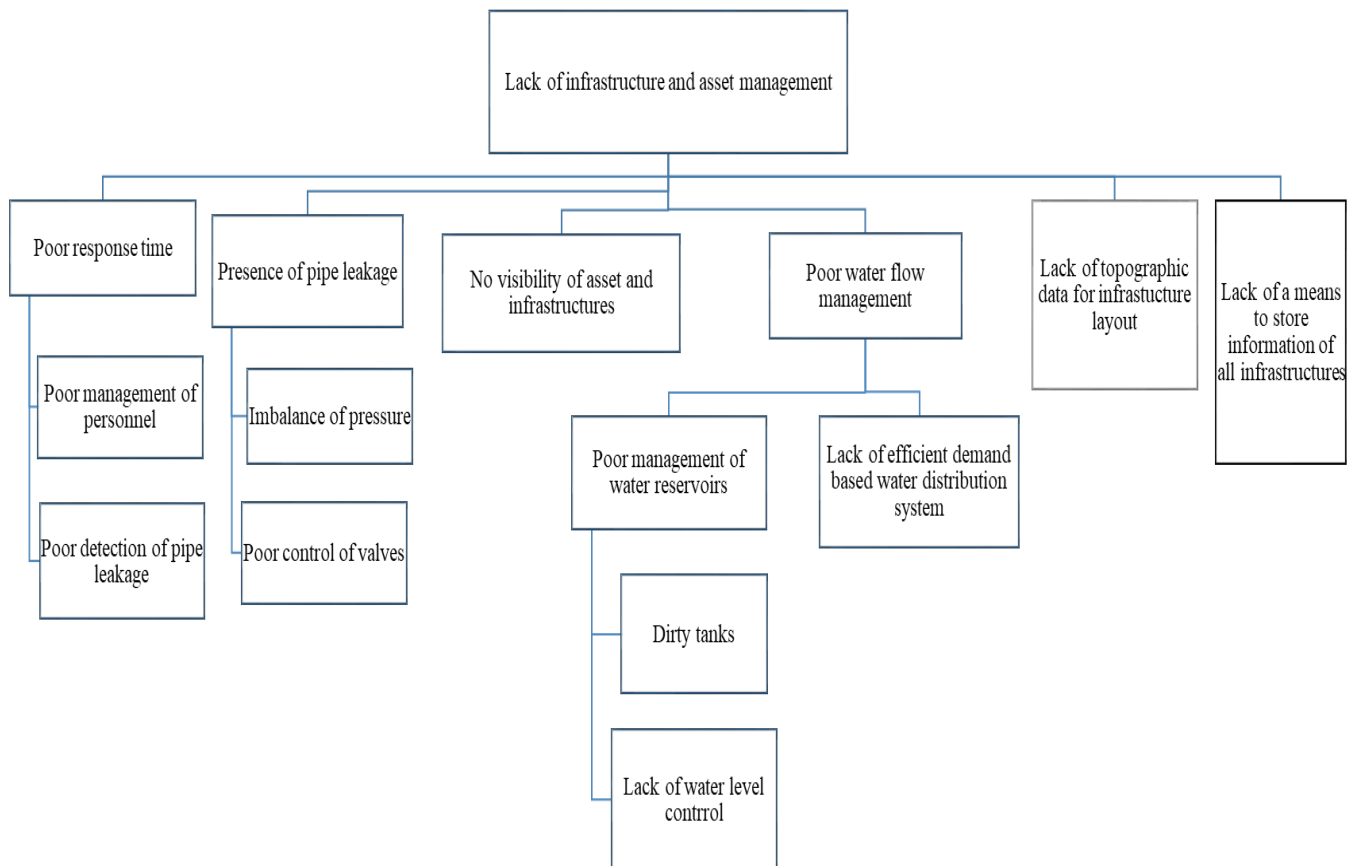 Lack of infrastructure and asset management
Poor response time
Presence of pipe leakage
No visibility of asset and
infrastructures
Poor water flow
management
Lack of topographic
data for infrastucture
layout
Lack of a means
to store
information of
all infrastructures
Poor management of
personnel
Imbalance of pressure
Poor management of
water reservoirs
Lack of efficient demand
based water distribution
system
Poor detection of pipe
leakage
Poor control of valves
Dirty tanks
Lack of water level
contrrol